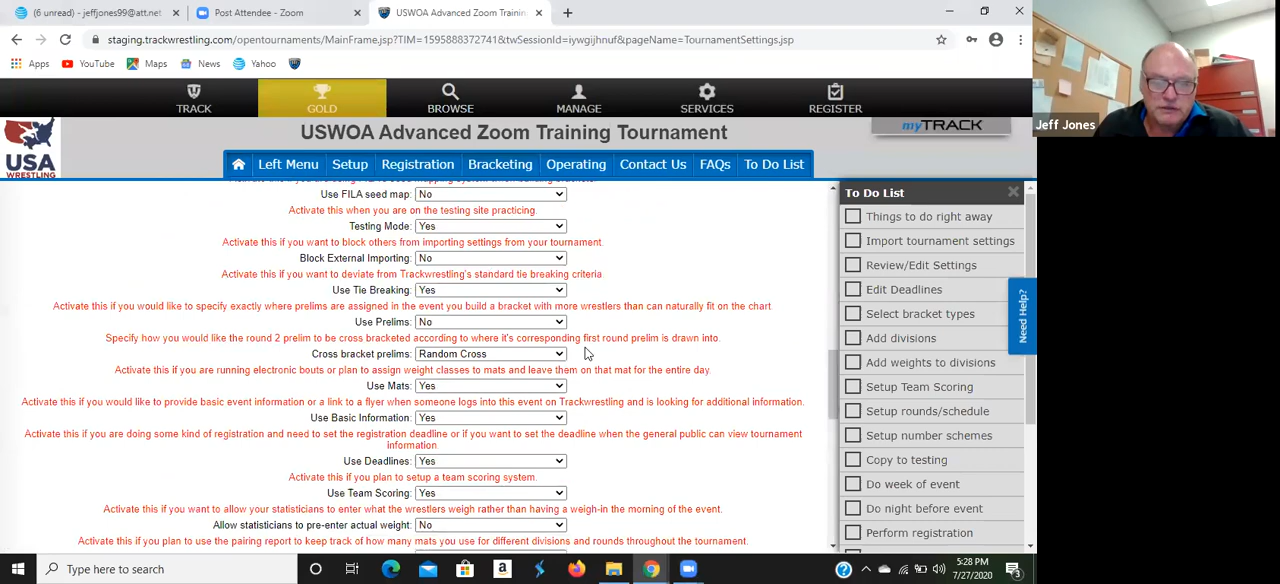 (6 unread) - jeffjones99@att.net
Post Attendee - Zoom
USWOA Advanced Zoom Training
staging.trackwrestling.com/opentournaments/MainFrame.jsp?TIM=1595888372741&twSessionId=iywgijhnuf&pageName=TournamentSettings.jsp
Apps YouTube Maps News Yahoo
TRACK GOLD BROWSE MANAGE SERVICES REGISTER
Jeff Jones
USA WRESTLING
USWOA Advanced Zoom Training Tournament
myTRACK
Left Menu Setup Registration Bracketing Operating Contact Us FAQs To Do List
Use FILA seed map: No
Activate this when you are on the testing site practicing.
Testing Mode: Yes
Activate this if you want to block others from importing settings from your tournament.
Block External Importing: No
Activate this if you want to deviate from Trackwrestling's standard tie breaking criteria
Use Tie Breaking: Yes
Activate this if you would like to specify exactly where prelims are assigned in the event you build a bracket with more wrestlers than can naturally fit on the chart
Use Prelims: No
Specify how you would like the round 2 prelim to be cross bracketed according to where it's corresponding first round prelim is drawn into.
Cross bracket prelims: Random Cross
Activate this if you are running electronic bouts or plan to assign weight classes to mats and leave them on that mat for the entire day.
Use Mats: Yes
Activate this if you would like to provide basic event information or a link to a flyer when someone logs into this event on Trackwrestling and is looking for additional information.
Use Basic Information: Yes
Activate this if you are doing some kind of registration and need to set the registration deadline or if you want to set the deadline when the general public can view tournament
information
Use Deadlines: Yes
Activate this if you plan to setup a team scoring system.
Use Team Scoring: Yes
Activate this if you want to allow your statisticians to enter what the wrestlers weigh rather than having a weigh-in the morning of the event.
Allow statisticians to pre-enter actual weight: No
Activate this if you plan to use the pairing report to keep track of how many mats you use for different divisions and rounds throughout the tournament.
To Do List
Things to do right away
Import tournament settings
Review/Edit Settings
Edit Deadlines
Select bracket types
Add divisions
Add weights to divisions
Setup Team Scoring
Setup rounds/schedule
Setup number schemes
Copy to testing
Do week of event
Do night before event
Perform registration
Need Help?
Type here to search
5:28 PM
7/27/2020
3